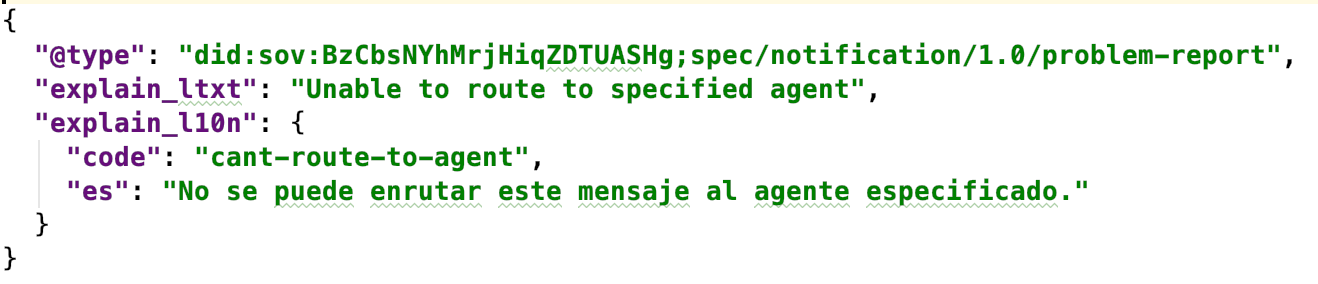 {
  "@type": "did:sov:BzCbsNYhMrjHiqZDTUASHg;spec/notification/1.0/problem-report",
  "explain_ltxt": "Unable to route to specified agent",
  "explain_l10n": {
    "code": "cant-route-to-agent",
    "es": "No se puede enrutar este mensaje al agente especificado."
  }
}